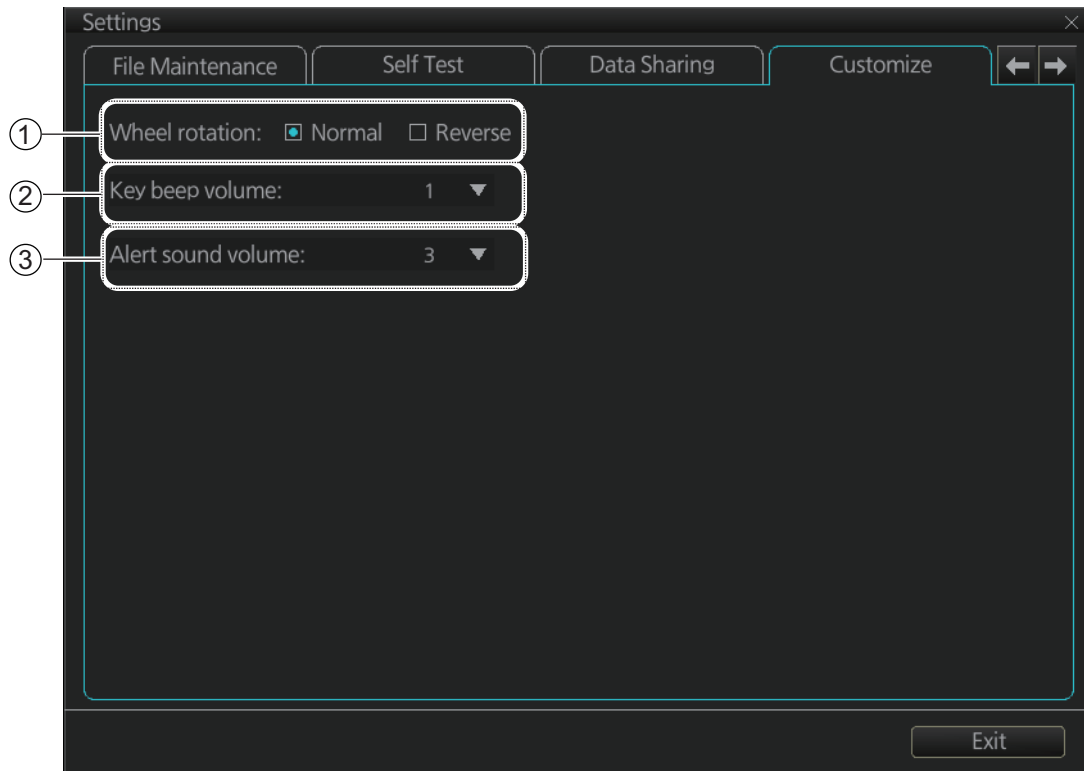 Settings
File Maintenance Self Test Data Sharing Customize
① Wheel rotation: Normal Reverse
② Key beep volume: 1
③ Alert sound volume: 3
Exit